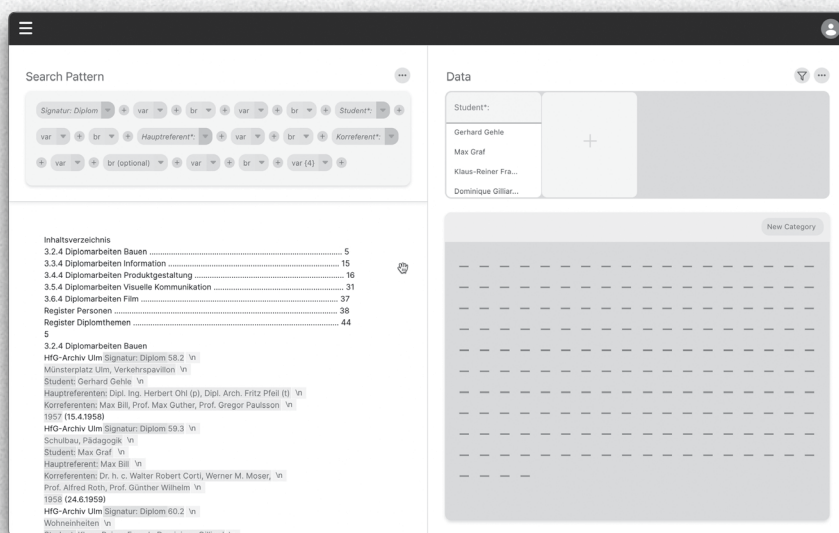 Search Pattern
Signatur: Diplom + var + br + var + br + Student*: +
var + br + Hauptreferent*: + var + br + Korreferent*:
+ var + br (optional) + var + br + var {4} +
Inhaltsverzeichnis
3.2.4 Diplomarbeiten Bauen ........ 5
3.3.4 Diplomarbeiten Information ........ 15
3.4.4 Diplomarbeiten Produktgestaltung ........ 16
3.5.4 Diplomarbeiten Visuelle Kommunikation ........ 31
3.6.4 Diplomarbeiten Film ........ 37
Register Personen ........ 38
Register Diplomthemen ........ 44
5
3.2.4 Diplomarbeiten Bauen
HfG-Archiv Ulm Signatur: Diplom 58.2 \n
Münsterplatz Ulm, Verkehrspavillon \n
Student: Gerhard Gehle \n
Hauptreferenten: Dipl. Ing. Herbert Ohl (p), Dipl. Arch. Fritz Pfeil (t) \n
Korreferenten: Max Bill, Prof. Max Guther, Prof. Gregor Paulsson \n
1957 (15.4.1958)
HfG-Archiv Ulm Signatur: Diplom 59.3 \n
Schulbau, Pädagogik \n
Student: Max Graf \n
Hauptreferent: Max Bill \n
Korreferenten: Dr. h. c. Walter Robert Corti, Werner M. Moser, \n
Prof. Alfred Roth, Prof. Günther Wilhelm \n
1958 (24.6.1959)
HfG-Archiv Ulm Signatur: Diplom 60.2 \n
Wohneinheiten \n
Data
Student*:
Gerhard Gehle
Max Graf
Klaus-Reiner Fra...
Dominique Gilliar...
New Category